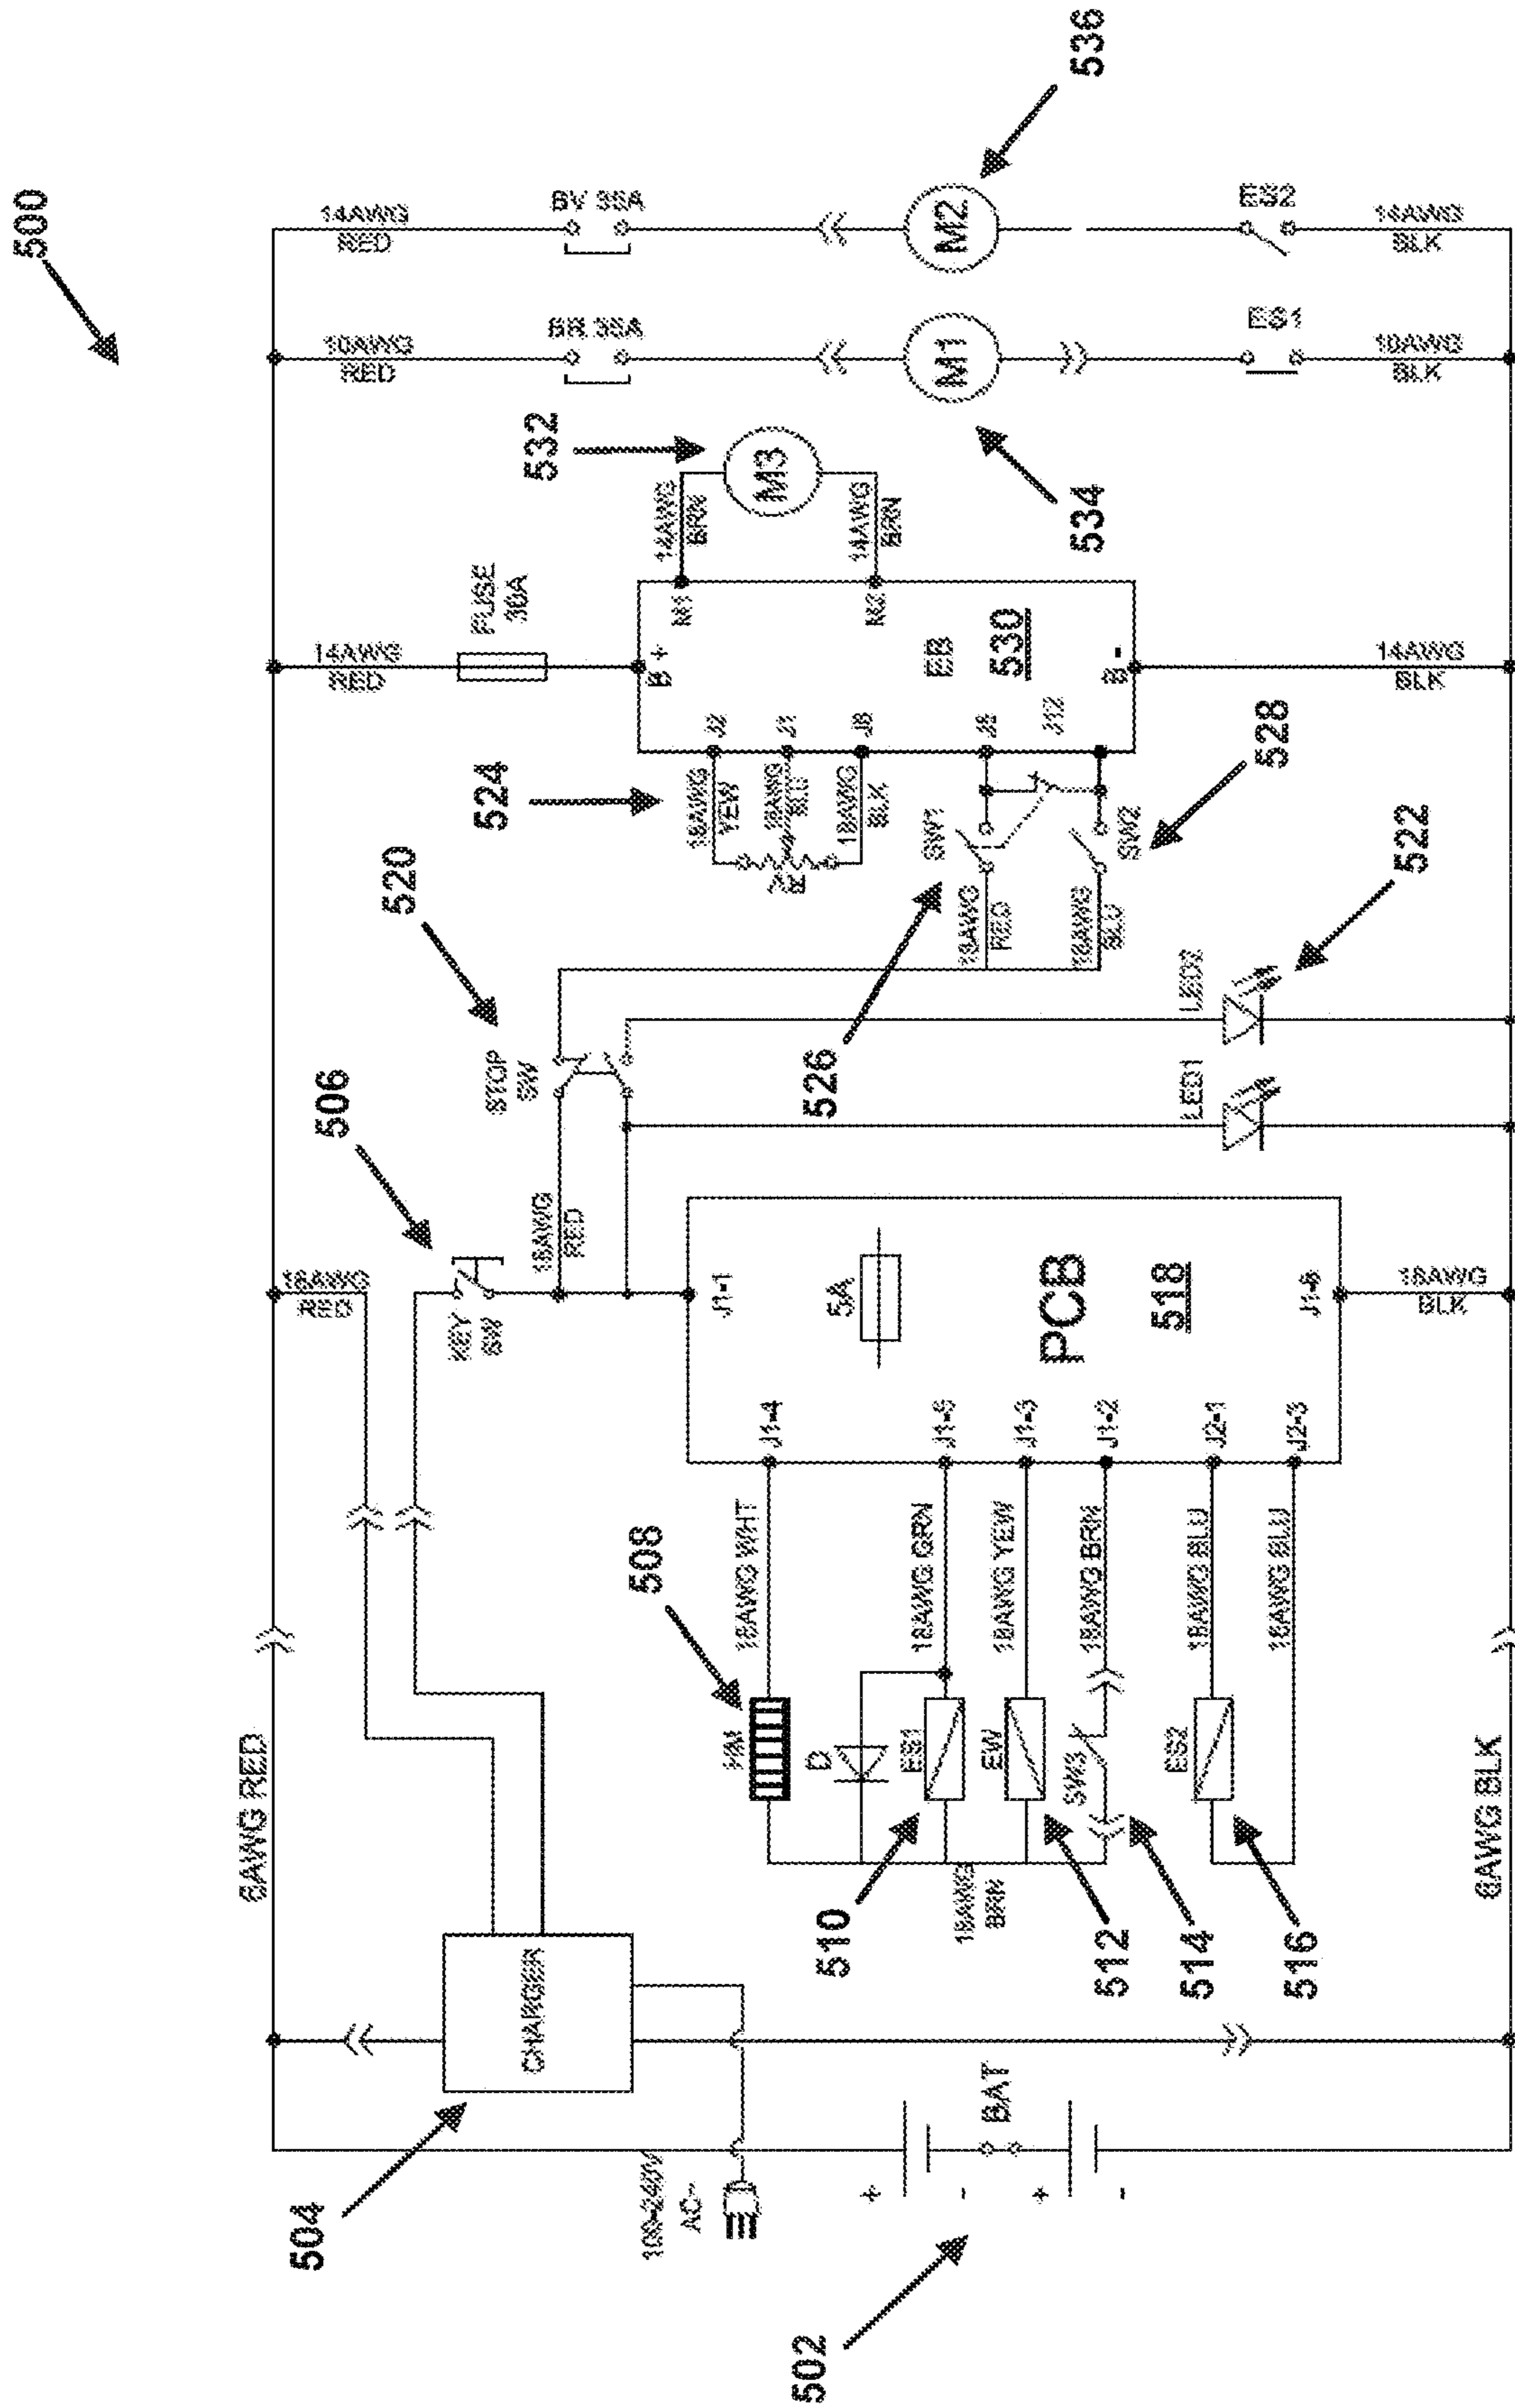 500
6AWG RED
504
CHARGER
100-240V
AC~
502
+
-
BAT
+
-
6AWG BLK
18AWG
RED
506
KEY
SW
18AWG
RED
520
STOP
SW
508
HM
18AWG WHT
J1-4
D
510
ES1
18AWG GRN
J1-5
512
EW
18AWG YEW
J1-3
514
SW3
18AWG BRN
J1-2
18AWG
BRN
516
ES2
18AWG BLU
J2-1
18AWG BLU
J2-3
J1-1
5A
PCB
518
J1-6
18AWG
BLK
LED1
LED2
522
524
18AWG
YEW
18AWG
BLU
18AWG
BLK
J2
J1
526
SW1
18AWG
RED
528
SW2
18AWG
BLU
J12
14AWG
RED
FUSE
30A
B +
EB
530
B -
14AWG
BLK
M1
14AWG
BRN
532
M3
14AWG
BRN
10AWG
RED
M1
534
ES1
10AWG
BLK
14AWG
RED
M2
536
ES2
14AWG
BLK